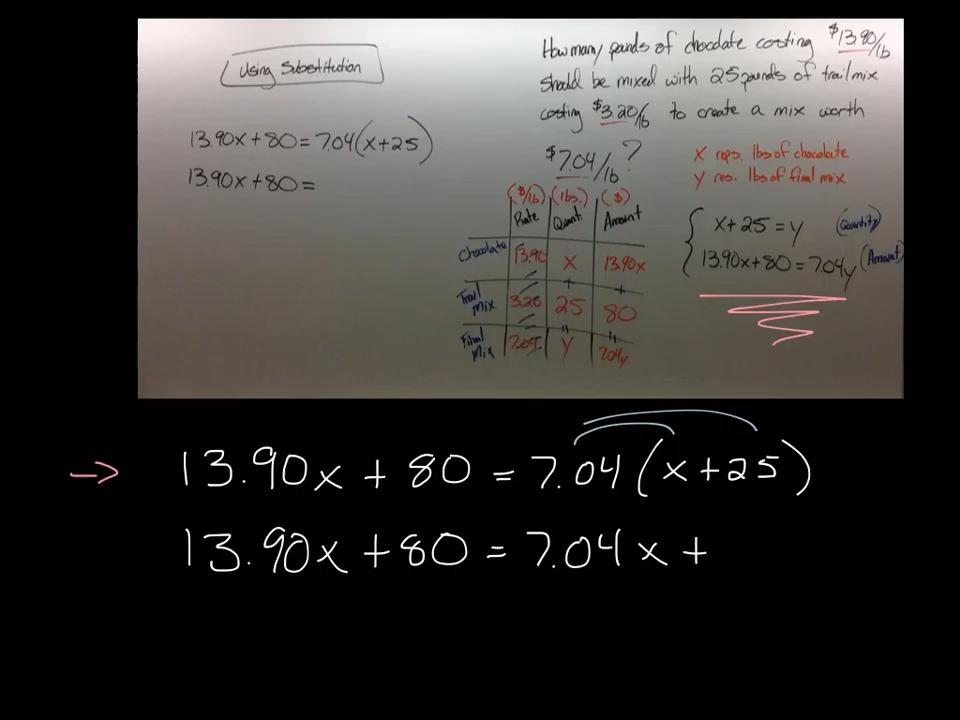 Using Substitution
13.90x + 80 = 7.04(x+25)
13.90x + 80 =
How many pounds of chocolate costing $13.90/lb
should be mixed with 25 pounds of trail mix
costing $3.20/lb to create a mix worth
$7.04/lb?
X reps. lbs of chocolate
Y res. lbs of final mix
($/lb) (lbs.) ($)
Rate Quant. Amount
Chocolate 13.90 X 13.90x
+ +
Trail mix 3.20 25 80
" "
Final mix 7.04 Y 7.04y
x + 25 = y (Quantity)
13.90x + 80 = 7.04y (Amount)
→ 13.90x + 80 = 7.04(x+25)
13.90x + 80 = 7.04x +